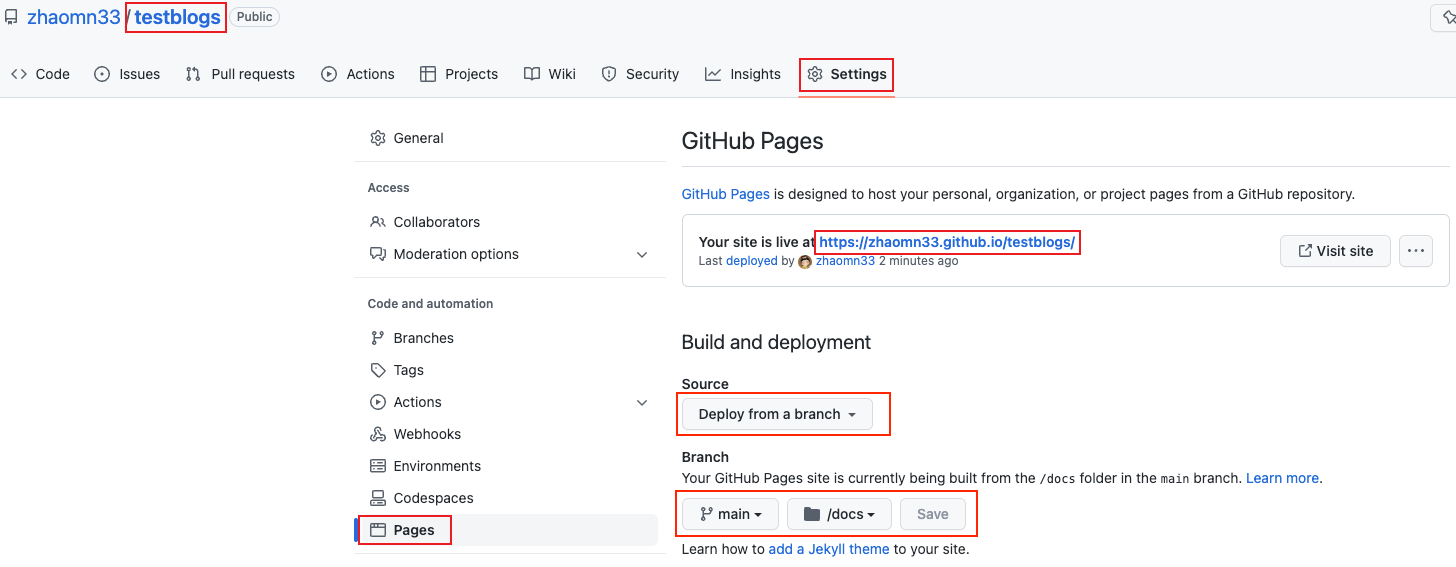 zhaomn33 / testblogs Public
Code Issues Pull requests Actions Projects Wiki Security Insights Settings
General
Access
Collaborators
Moderation options
Code and automation
Branches
Tags
Actions
Webhooks
Environments
Codespaces
Pages
GitHub Pages
GitHub Pages is designed to host your personal, organization, or project pages from a GitHub repository.
Your site is live at https://zhaomn33.github.io/testblogs/
Last deployed by zhaomn33 2 minutes ago
Visit site
Build and deployment
Source
Deploy from a branch
Branch
Your GitHub Pages site is currently being built from the /docs folder in the main branch. Learn more.
main /docs Save
Learn how to add a Jekyll theme to your site.